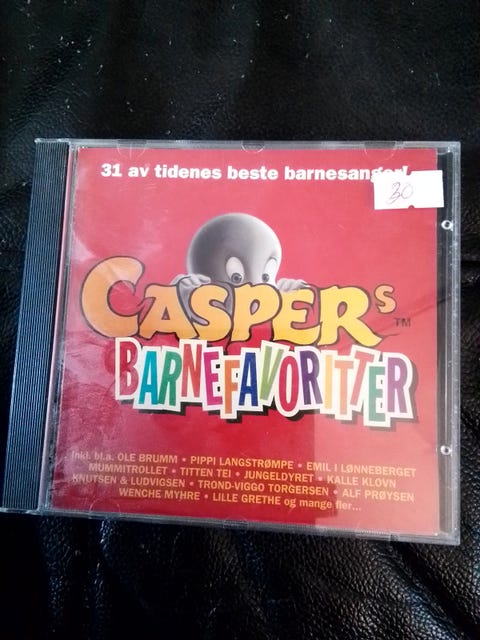 31 av tidenes beste barnesanger!
30
CASPERs™
BARNEFAVORITTER
Inkl. bl.a. OLE BRUMM • PIPPI LANGSTRØMPE • EMIL I LØNNEBERGET
MUMMITROLLET • TITTEN TEI • JUNGELDYRET • KALLE KLOVN
KNUTSEN & LUDVIGSEN • TROND-VIGGO TORGERSEN • ALF PRØYSEN
WENCHE MYHRE • LILLE GRETHE og mange fler...